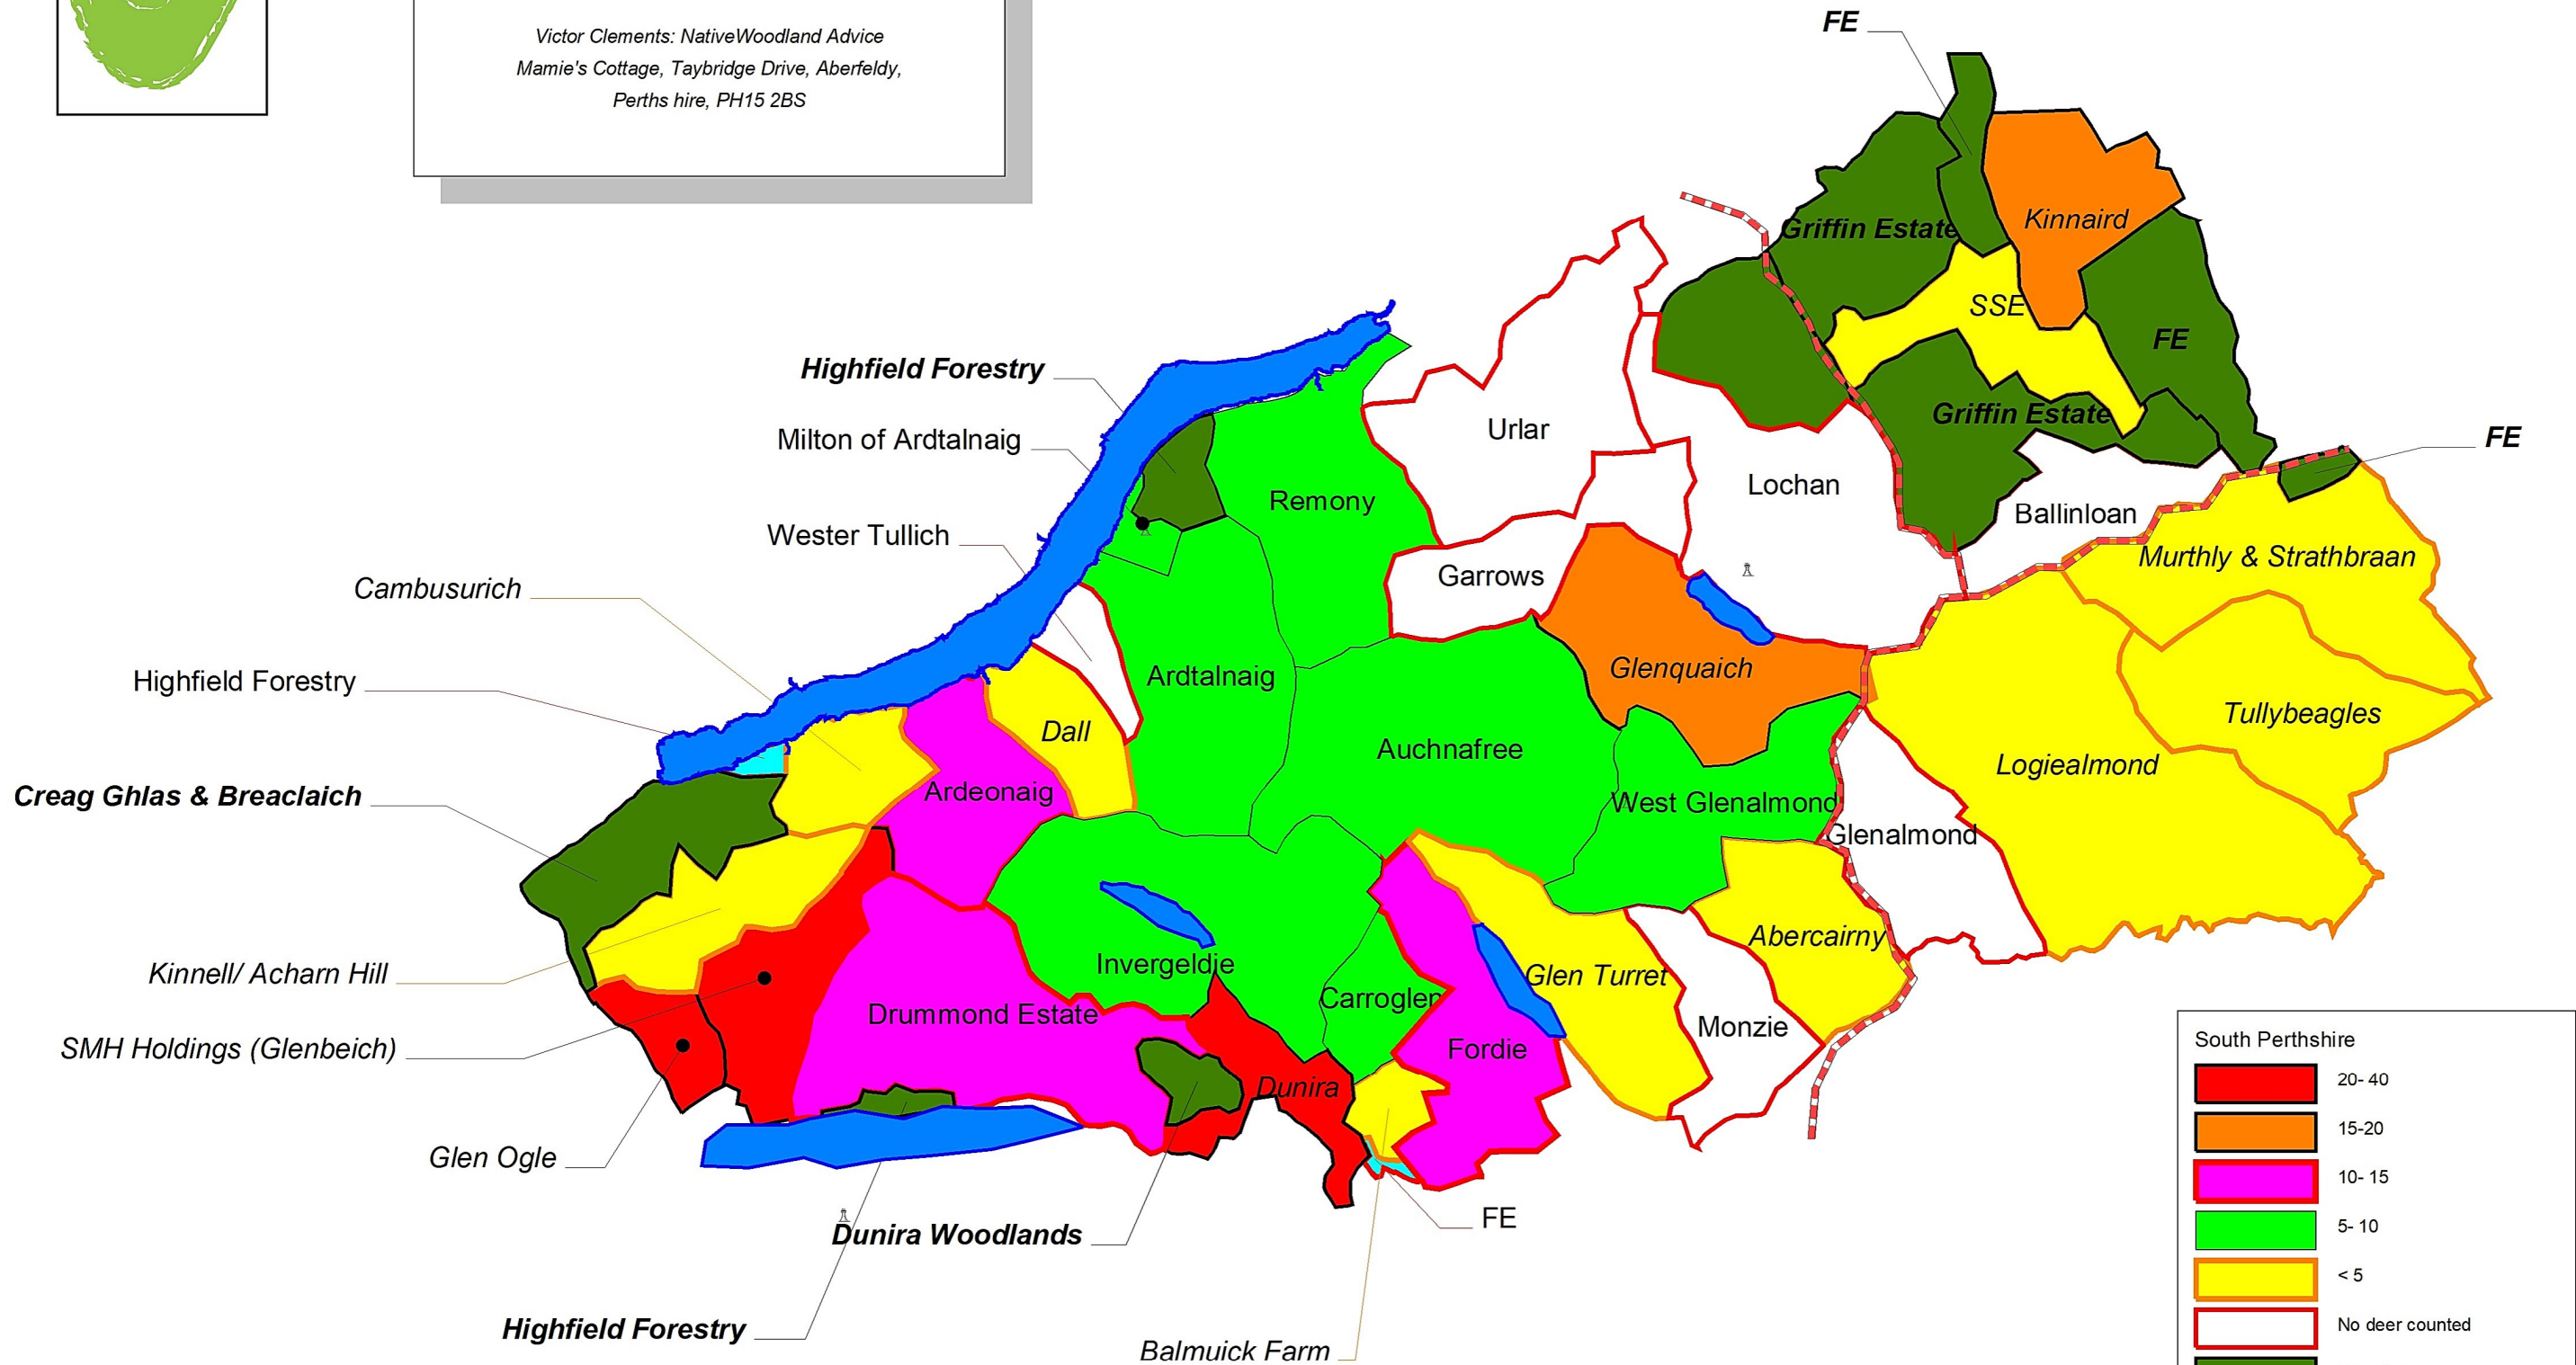 Victor Clements: NativeWoodland Advice
Mamie's Cottage, Taybridge Drive, Aberfeldy,
Perths hire, PH15 2BS
FE
Griffin Estate
Kinnaird
SSE
FE
Highfield Forestry
Griffin Estate
Urlar
Milton of Ardtalnaig
FE
Lochan
Remony
Ballinloan
Wester Tullich
Murthly & Strathbraan
Garrows
Cambusurich
Glenquaich
Ardtalnaig
Highfield Forestry
Tullybeagles
Dall
Auchnafree
Logiealmond
Ardeonaig
Creag Ghlas & Breaclaich
West Glenalmond
Glenalmond
Abercairny
Invergeldie
Kinnell/ Acharn Hill
Glen Turret
Carroglen
Drummond Estate
Monzie
SMH Holdings (Glenbeich)
Fordie
Dunira
Glen Ogle
FE
Dunira Woodlands
Highfield Forestry
Balmuick Farm
South Perthshire
20- 40
15-20
10- 15
5- 10
< 5
No deer counted